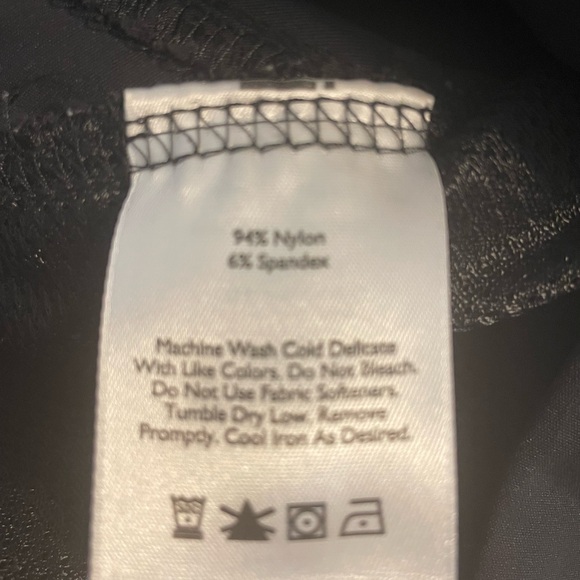 94% Nylon
6% Spandex
Machine Wash Cold Delicate
With Like Colors. Do Not Bleach.
Do Not Use Fabric Softeners.
Tumble Dry Low. Remove
Promptly. Cool Iron As Desired.